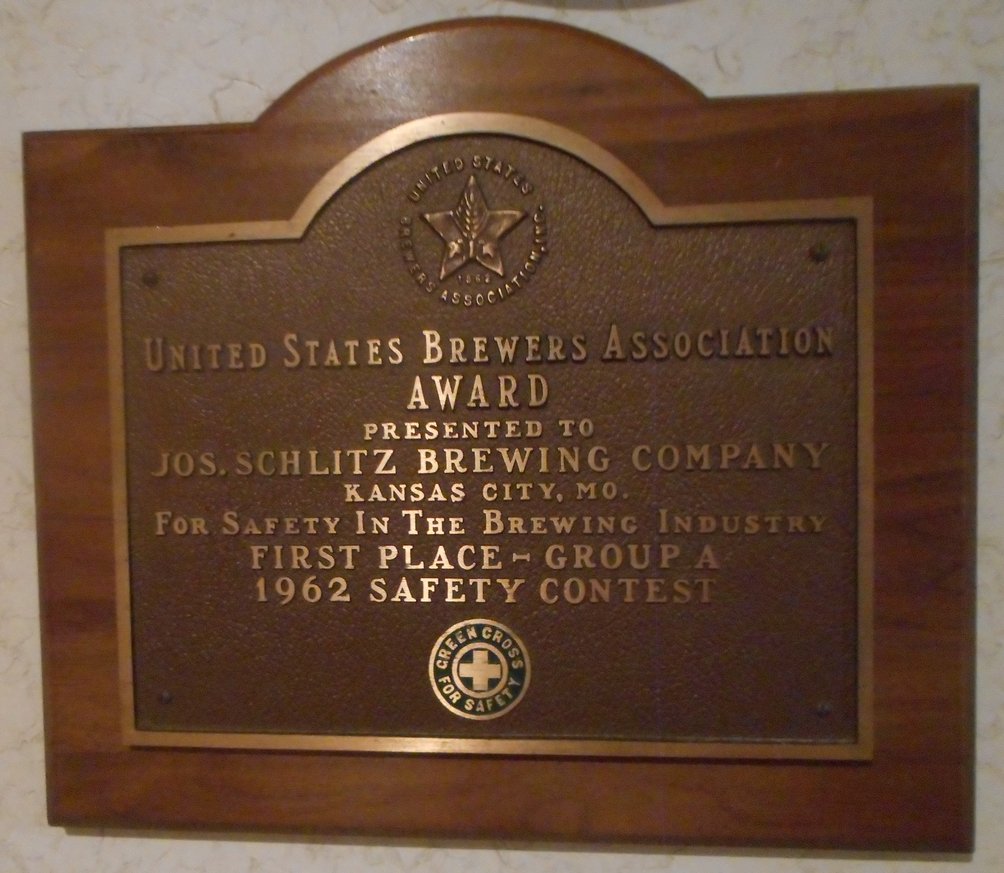 UNITED STATES
BREWERS ASSOCIATION, INC.
1862
UNITED STATES BREWERS ASSOCIATION
AWARD
PRESENTED TO
JOS. SCHLITZ BREWING COMPANY
KANSAS CITY, MO.
FOR SAFETY IN THE BREWING INDUSTRY
FIRST PLACE - GROUP A
1962 SAFETY CONTEST
GREEN CROSS
FOR SAFETY